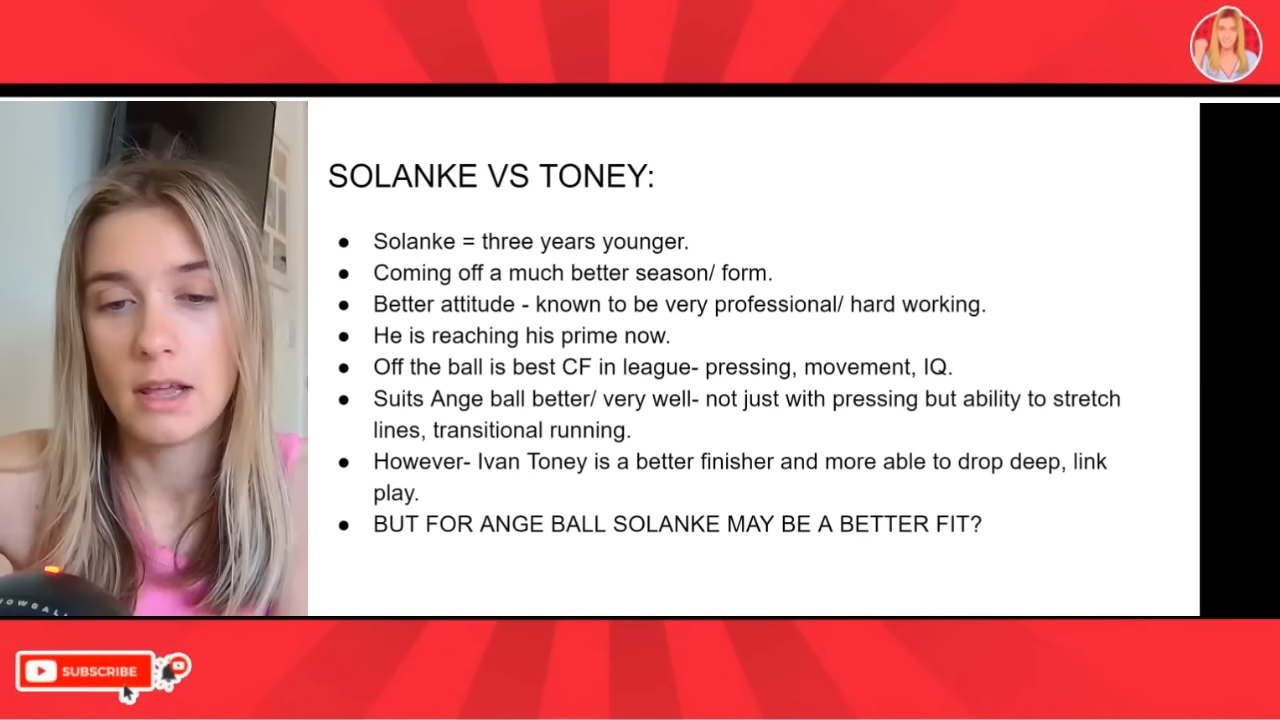 SOLANKE VS TONEY:
● Solanke = three years younger.
● Coming off a much better season/ form.
● Better attitude - known to be very professional/ hard working.
● He is reaching his prime now.
● Off the ball is best CF in league- pressing, movement, IQ.
● Suits Ange ball better/ very well- not just with pressing but ability to stretch
lines, transitional running.
● However- Ivan Toney is a better finisher and more able to drop deep, link
play.
● BUT FOR ANGE BALL SOLANKE MAY BE A BETTER FIT?
SUBSCRIBE